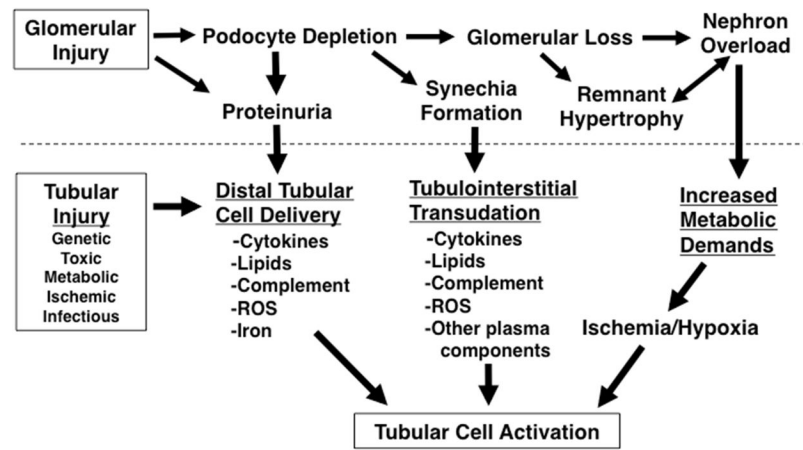 Glomerular
Injury
Podocyte Depletion
Glomerular Loss
Nephron
Overload
Proteinuria
Synechia
Formation
Remnant
Hypertrophy
Tubular
Injury
Genetic
Toxic
Metabolic
Ischemic
Infectious
Distal Tubular
Cell Delivery
-Cytokines
-Lipids
-Complement
-ROS
-Iron
Tubulointerstitial
Transudation
-Cytokines
-Lipids
-Complement
-ROS
-Other plasma
components
Increased
Metabolic
Demands
Ischemia/Hypoxia
Tubular Cell Activation